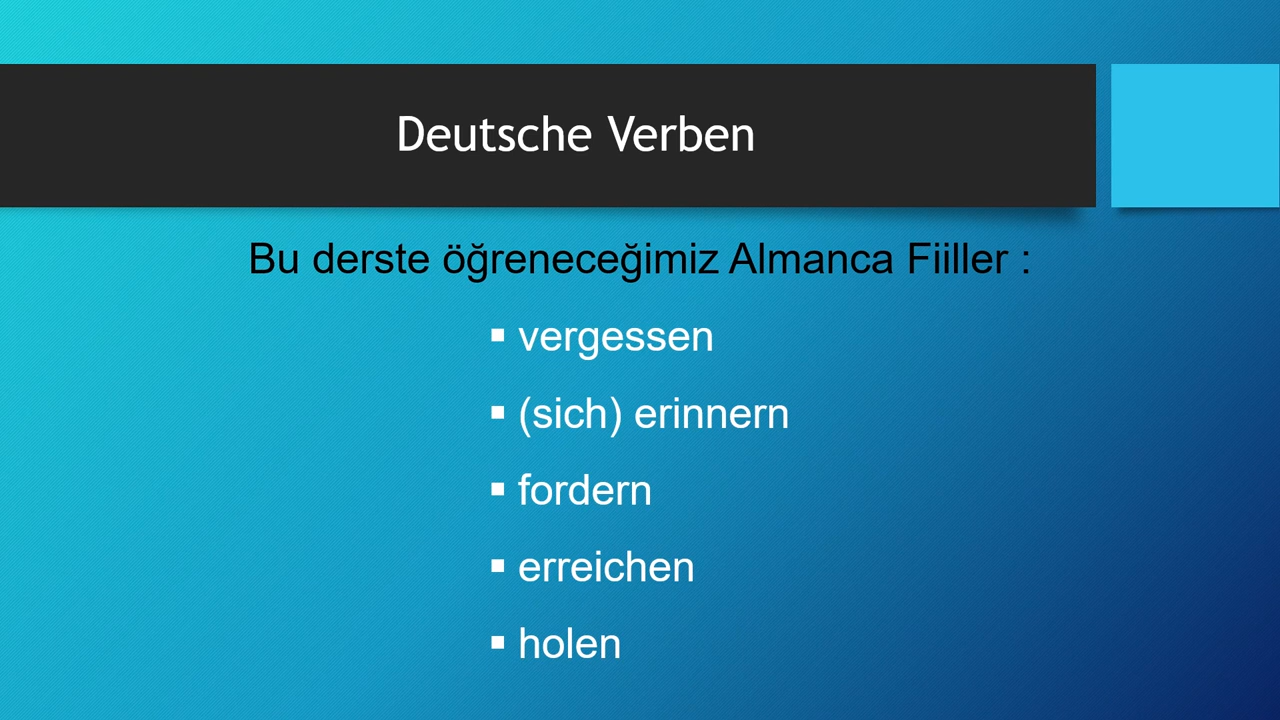 Deutsche Verben
Bu derste öğreneceğimiz Almanca Fiiller :
▪ vergessen
▪ (sich) erinnern
▪ fordern
▪ erreichen
▪ holen